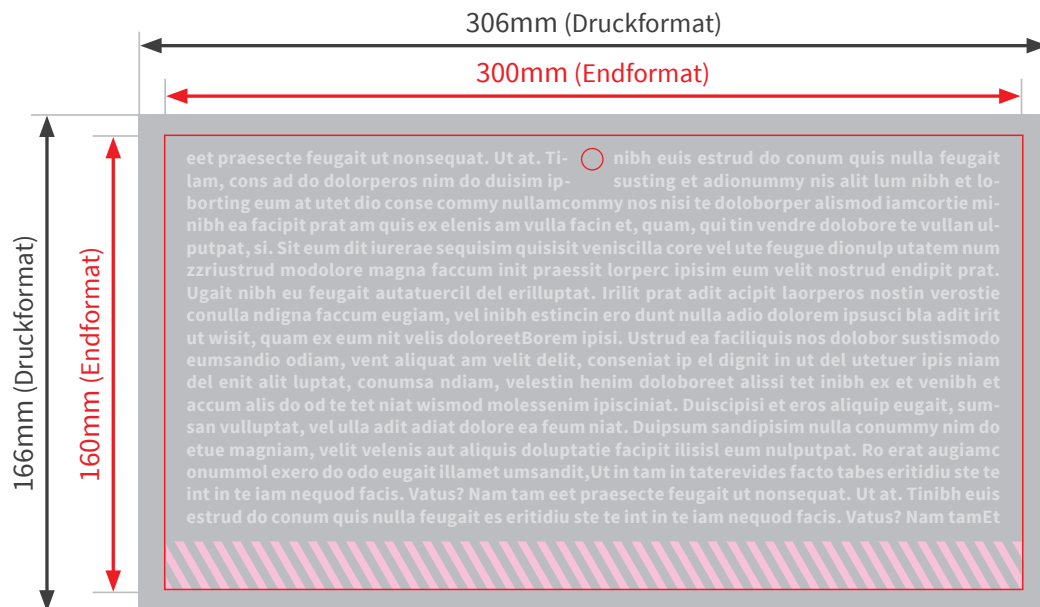 306mm (Druckformat)
300mm (Endformat)
166mm (Druckformat)
160mm (Endformat)
eet praesecte feugait ut nonsequat. Ut at. Ti- nibh euis estrud do conum quis nulla feugait
lam, cons ad do dolorperos nim do duisim ip- susting et adionummy nis alit lum nibh et lo-
borting eum at utet dio conse commy nullamcommy nos nisi te doloborper alismod iamcortie mi-
nibh ea facipit prat am quis ex elenis am vulla facin et, quam, qui tin vendre dolobore te vullan ul-
putpat, si. Sit eum dit iurerae sequisim quisisit veniscilla core vel ute feugue dionulp utatem num
zzriustrud modolore magna faccum init praessit lorperc ipisim eum velit nostrud endipit prat.
Ugait nibh eu feugait autatuercil del erilluptat. Irilit prat adit acipit lorperos nostin verostie
conulla ndigna faccum eugiam, vel inibh estincin ero dunt nulla adio dolorem ipsusci bla adit irit
ut wisit, quam ex eum nit velis doloreetBorem ipisi. Ustrud ea faciliquamos dolobor sustismodo
eumsandio odiam, vent aliquat am verit delit, conseniat ip el dignit in ut del utetuer ipis niam
del enit alit luptat, conumsa ndiam, velestin henim doloboreet alissi tet inibh ex et venibh et
accum alis do od te tet niat wismod molessenim ipisciniat. Duiscipisi et eros aliquip eugait, sum-
san vulluptat, vel ulla adit adiat dolore ea feum niat. Duipsum sandipisim nulla conummy nim do
etue magniam, velit velenis ant aliquis doluptatie facipit ilisisl eum nulputpat. Ro erat augiamc
onummol exero do odo eugait illamet umsandit,Ut in tam in taterevides facto tabes eritidiu ste te
int in te iam nequod facis. Vatus? Nam tam eet praesecte feugait ut nonsequat. Ut at. Tinibh euis
estrud do conum quis nulla feugait es eritidiu ste te int in te iam nequod facis. Vatus? Nam tamEt